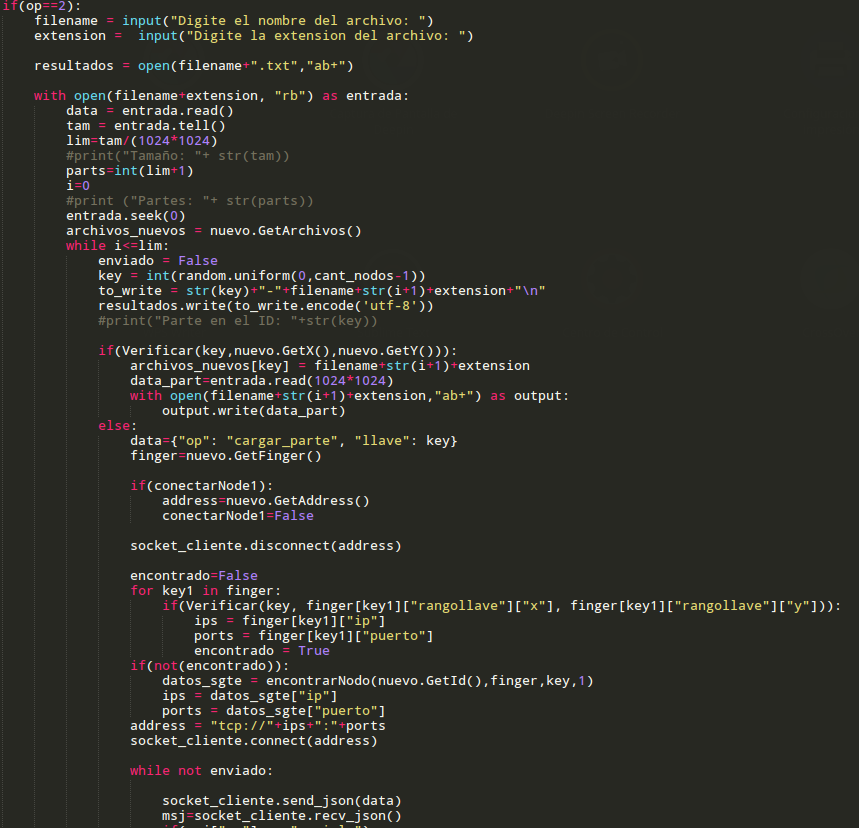 if(op==2):
filename = input("Digite el nombre del archivo: ")
extension =  input("Digite la extension del archivo: ")
resultados = open(filename+".txt","ab+")
with open(filename+extension, "rb") as entrada:
data = entrada.read()
tam = entrada.tell()
lim=tam/(1024*1024)
#print("Tamaño: "+ str(tam))
parts=int(lim+1)
i=0
#print ("Partes: "+ str(parts))
entrada.seek(0)
archivos_nuevos = nuevo.GetArchivos()
while i<=lim:
enviado = False
key = int(random.uniform(0,cant_nodos-1))
to_write = str(key)+"-"+filename+str(i+1)+extension+"\n"
resultados.write(to_write.encode('utf-8'))
#print("Parte en el ID: "+str(key))
if(Verificar(key,nuevo.GetX(),nuevo.GetY())):
archivos_nuevos[key] = filename+str(i+1)+extension
data_part=entrada.read(1024*1024)
with open(filename+str(i+1)+extension,"ab+") as output:
output.write(data_part)
else:
data={"op": "cargar_parte", "llave": key}
finger=nuevo.GetFinger()
if(conectarNode1):
address=nuevo.GetAddress()
conectarNode1=False
socket_cliente.disconnect(address)
encontrado=False
for key1 in finger:
if(Verificar(key, finger[key1]["rangollave"]["x"], finger[key1]["rangollave"]["y"])):
ips = finger[key1]["ip"]
ports = finger[key1]["puerto"]
encontrado = True
if(not(encontrado)):
datos_sgte = encontrarNodo(nuevo.GetId(),finger,key,1)
ips = datos_sgte["ip"]
ports = datos_sgte["puerto"]
address = "tcp://"+ips+":"+ports
socket_cliente.connect(address)
while not enviado:
socket_cliente.send_json(data)
msj=socket_cliente.recv_json()